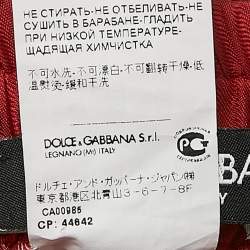 НЕ СТИРАТЬ-НЕ ОТБЕЛИВАТЬ-НЕ
СУШИТЬ В БАРАБАНЕ-ГЛАДИТЬ
ПРИ НИЗКОЙ ТЕМПЕРАТУРЕ-
ЩАДЯЩАЯ ХИМЧИСТКА
不可水洗-不可漂白-不可翻转干燥-低
温熨烫-缓和干洗
DOLCE & GABBANA S.r.l.
LEGNANO (MI) ITALY
PG
ドルチェ・アンド・ガッバーナ・ジャパン(株)
東京都港区北青山3-6-7-8F
CA00985
CP: 44642
BANA